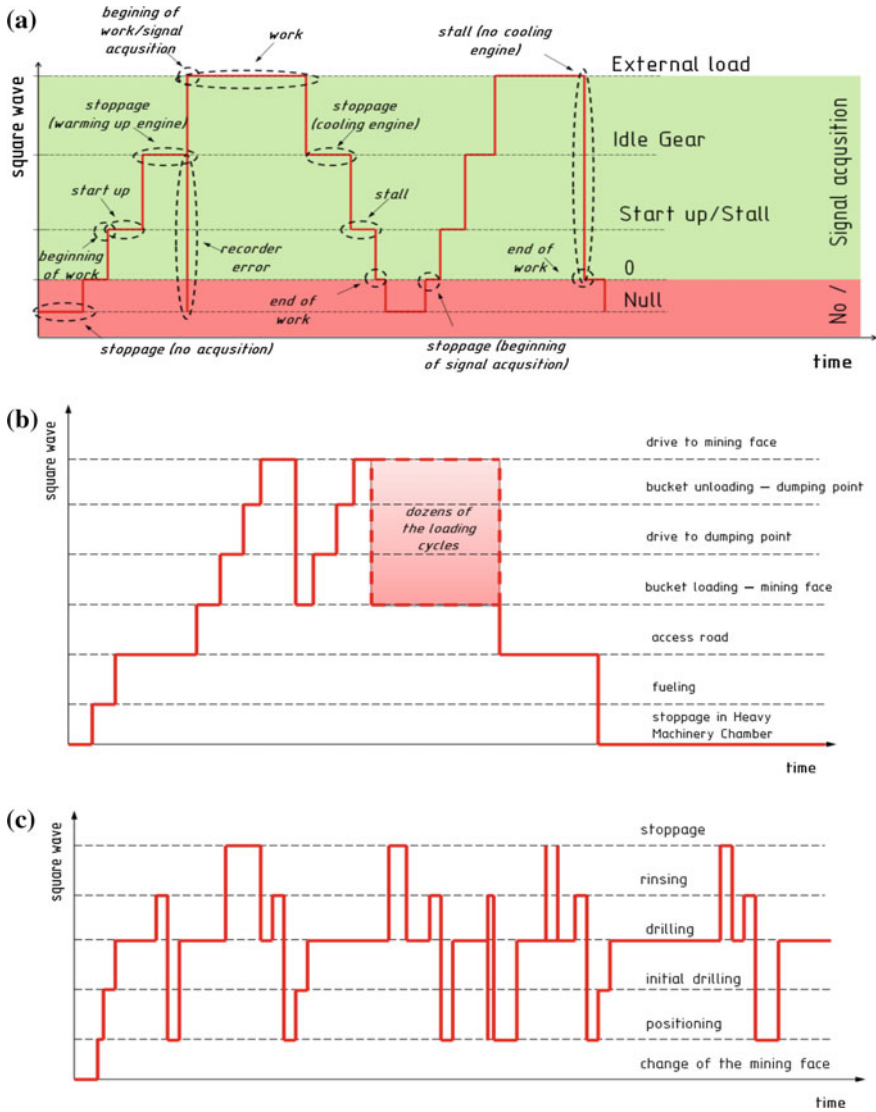 (a)
begining of
work/signal
acqusition
work
stall (no cooling
engine)
External load
square wave
stoppage
(warming up engine)
stoppage
(cooling engine)
Idle Gear
Signal acqusition
start up
stall
Start up/Stall
beginning
of work
recorder
error
end of
work
0
Null
No /
end of
work
stoppage (no acqusition)
stoppage (beginning
of signal acqusition)
time
(b)
square wave
drive to mining face
bucket unloading – dumping point
dozens of
the loading
cycles
drive to dumping point
bucket loading – mining face
access road
fueling
stoppage in Heavy
Machinery Chamber
time
(c)
square wave
stoppage
rinsing
drilling
initial drilling
positioning
change of the mining face
time